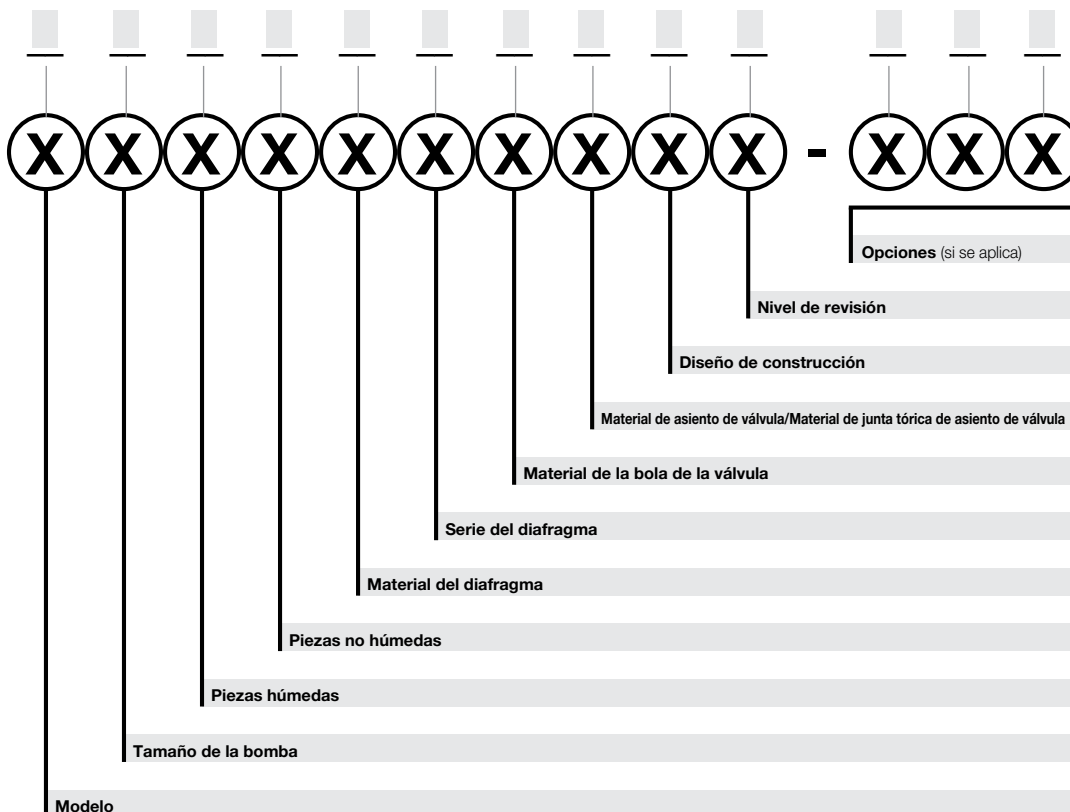 X X X X X X X X X X - X X X
Opciones (si se aplica)
Nivel de revisión
Diseño de construcción
Material de asiento de válvula/Material de junta tórica de asiento de válvula
Material de la bola de la válvula
Serie del diafragma
Material del diafragma
Piezas no húmedas
Piezas húmedas
Tamaño de la bomba
Modelo